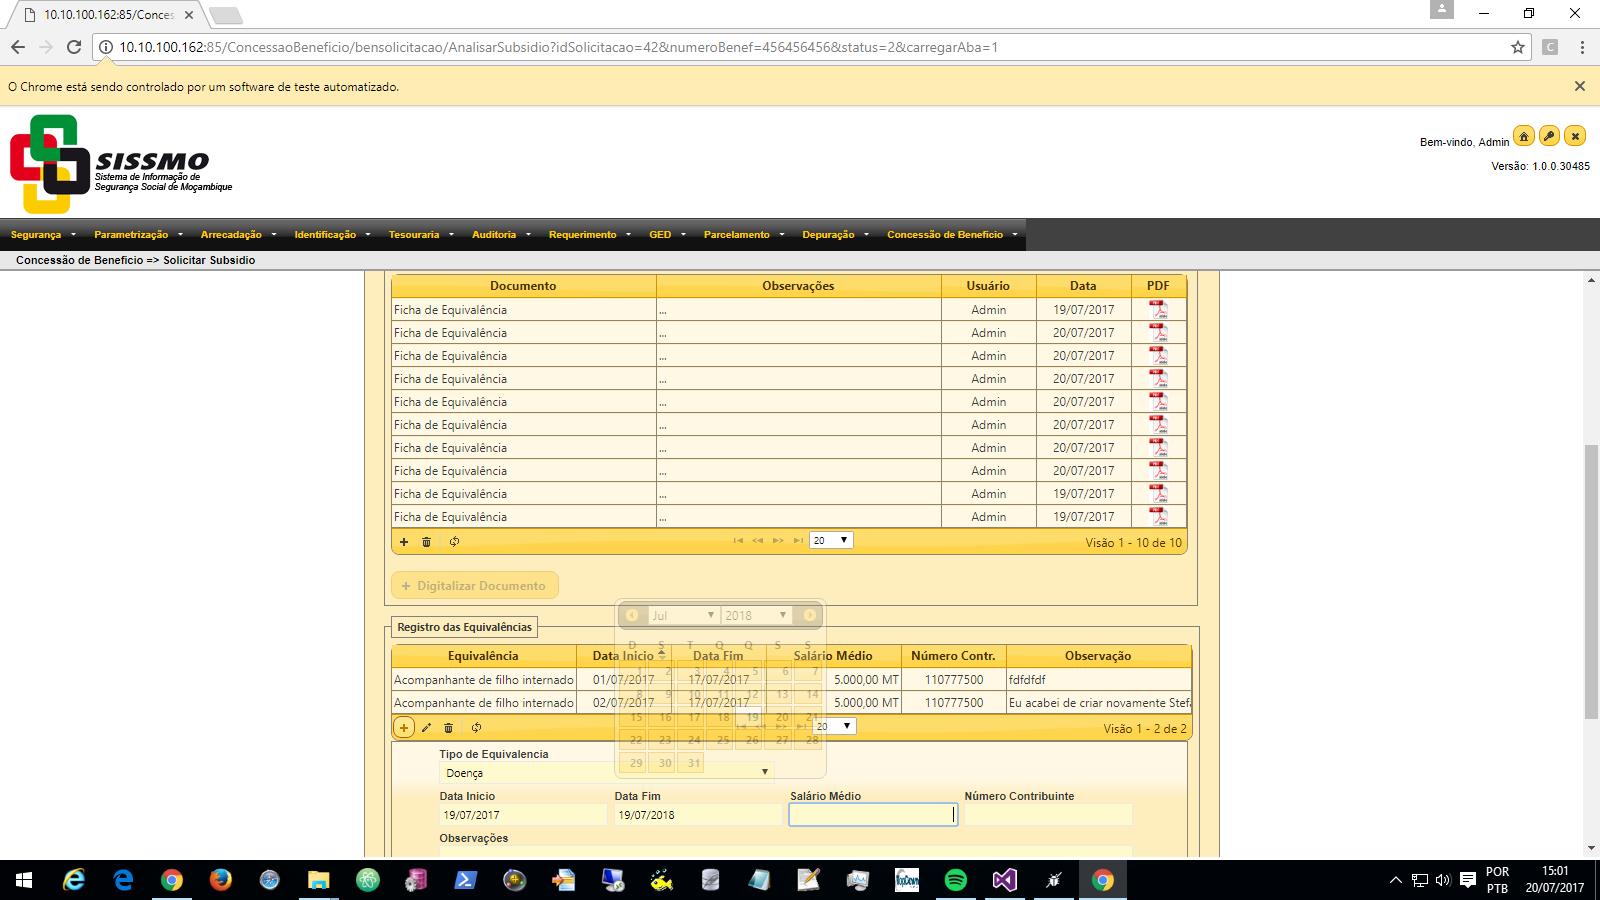 10.10.100.162:85/Conces
10.10.100.162:85/ConcessaoBeneficio/bensolicitacao/AnalisarSubsidio?idSolicitacao=42&numeroBenef=456456456&status=2&carregarAba=1
O Chrome está sendo controlado por um software de teste automatizado.
SISSMO
Sistema de Informação de
Segurança Social de Moçambique
Bem-vindo, Admin
Versão: 1.0.0.30485
Segurança Parametrização Arrecadação Identificação Tesouraria Auditoria Requerimento GED Parcelamento Depuração Concessão de Benefício
Concessão de Benefício => Solicitar Subsidio
Documento Observações Usuário Data PDF
Ficha de Equivalência ... Admin 19/07/2017
Ficha de Equivalência ... Admin 20/07/2017
Ficha de Equivalência ... Admin 20/07/2017
Ficha de Equivalência ... Admin 20/07/2017
Ficha de Equivalência ... Admin 20/07/2017
Ficha de Equivalência ... Admin 20/07/2017
Ficha de Equivalência ... Admin 20/07/2017
Ficha de Equivalência ... Admin 20/07/2017
Ficha de Equivalência ... Admin 19/07/2017
Ficha de Equivalência ... Admin 19/07/2017
20 Visão 1 - 10 de 10
+ Digitalizar Documento
Jul 2018
Registro das Equivalências
D S T Q Q S S
Equivalência Data Inicio Data Fim Salário Médio Número Contr. Observação
1 2 3 4 5 6 7
Acompanhante de filho internado 01/07/2017 17/07/2017 5.000,00 MT 110777500 fdfdfdf
8 9 10 11 12 13 14
Acompanhante de filho internado 02/07/2017 17/07/2017 5.000,00 MT 110777500 Eu acabei de criar novamente Stefa
15 16 17 18 19 20 21
20 Visão 1 - 2 de 2
22 23 24 25 26 27 28
Tipo de Equivalencia
29 30 31
Doença
Data Inicio Data Fim Salário Médio Número Contribuinte
19/07/2017 19/07/2018
Observações
POR
PTB
15:01
20/07/2017